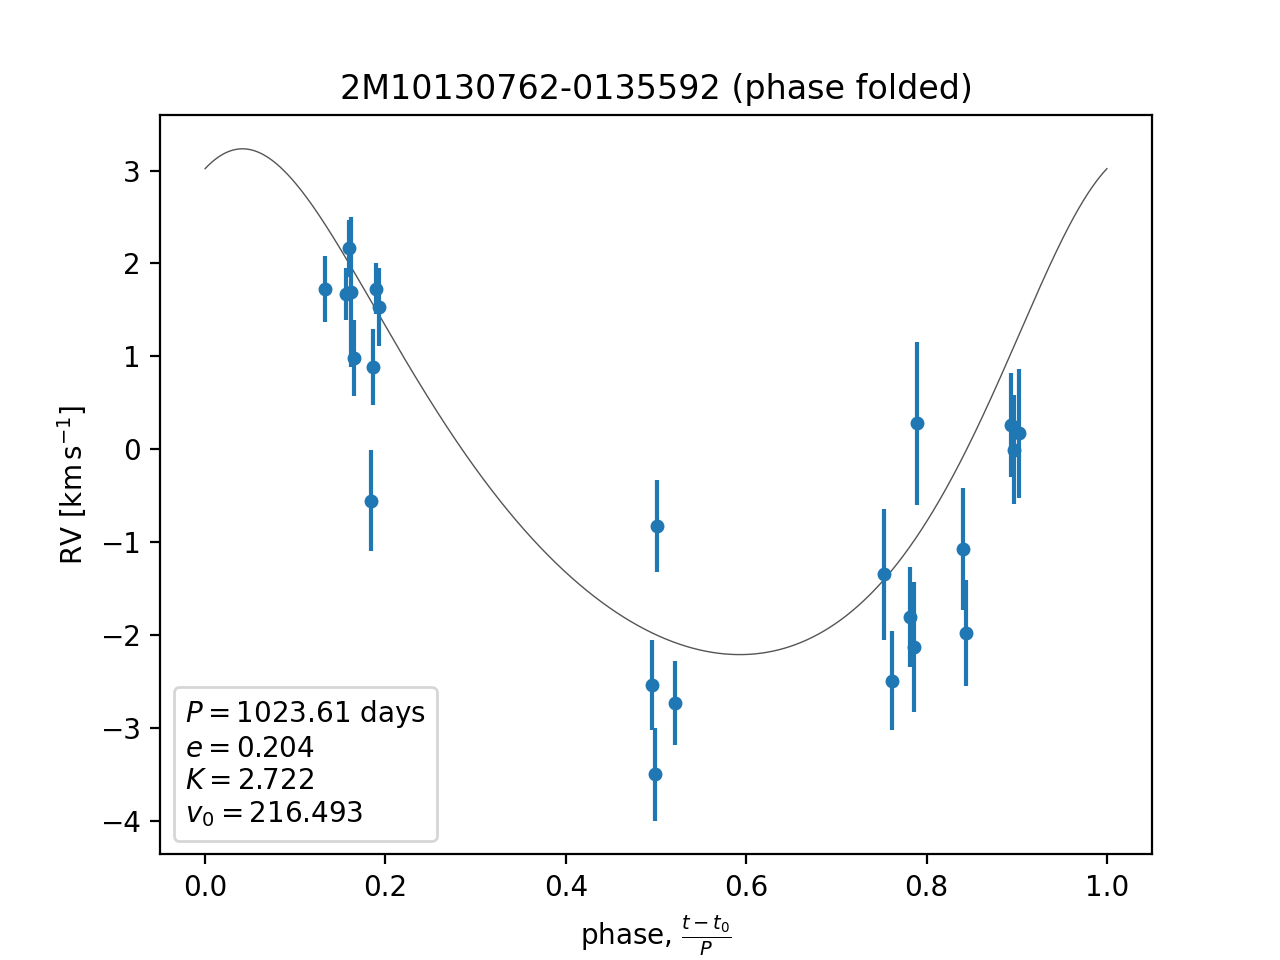 2M10130762-0135592 (phase folded)
3
2
1
0
−1
−2
−3
−4
RV [km s⁻¹]
P = 1023.61 days
e = 0.204
K = 2.722
v₀ = 216.493
0.0 0.2 0.4 0.6 0.8 1.0
phase, (t − t₀)/P